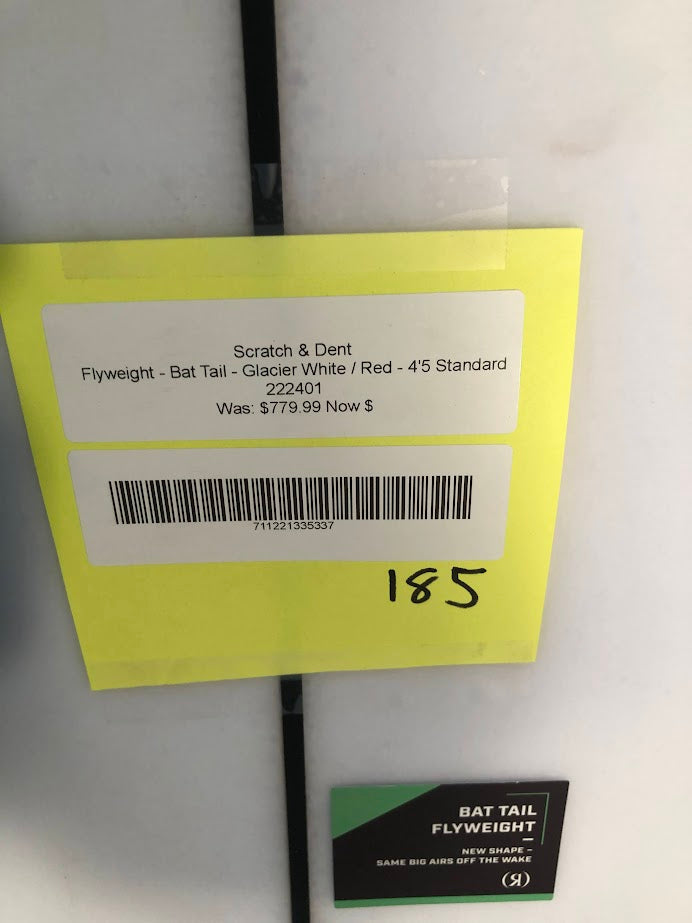 Scratch & Dent
Flyweight - Bat Tail - Glacier White / Red - 4'5 Standard
222401
Was: $779.99 Now $
711221335337
185
BAT TAIL
FLYWEIGHT
NEW SHAPE –
SAME BIG AIRS OFF THE WAKE